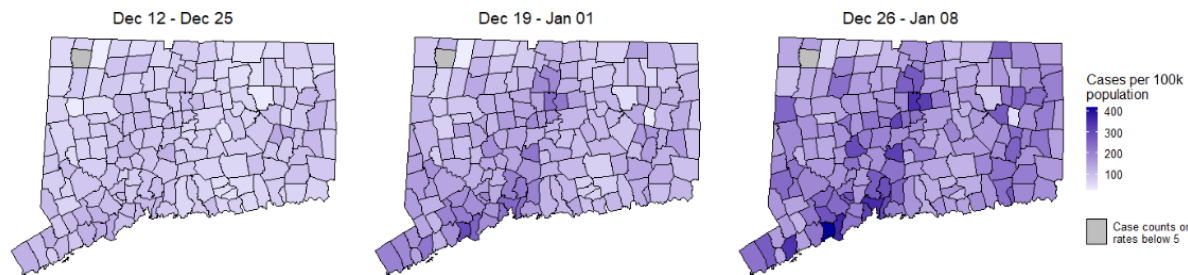 Dec 12 - Dec 25
Dec 19 - Jan 01
Dec 26 - Jan 08
Cases per 100k
population
400
300
200
100
Case counts or
rates below 5